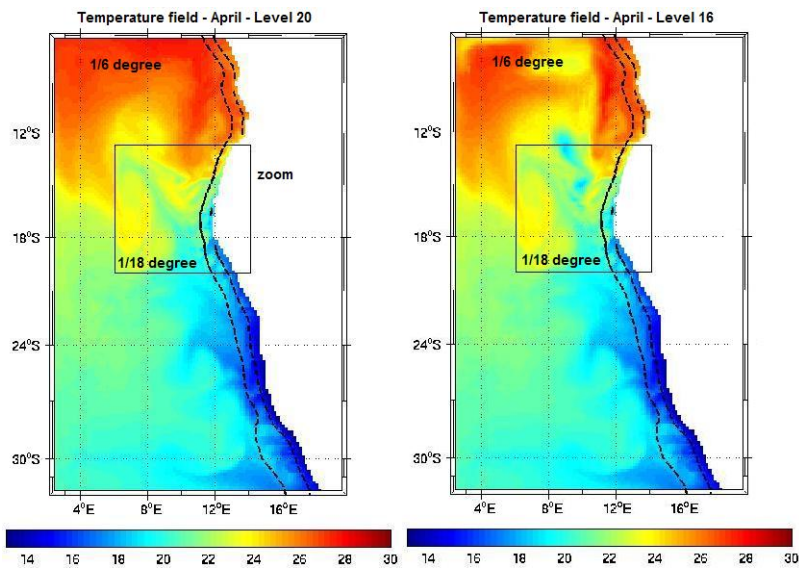 Temperature field - April - Level 20
1/6 degree
12°S
zoom
18°S
1/18 degree
24°S
30°S
4°E 8°E 12°E 16°E
14 16 18 20 22 24 26 28 30
Temperature field - April - Level 16
1/6 degree
12°S
18°S
1/18 degree
24°S
30°S
4°E 8°E 12°E 16°E
14 16 18 20 22 24 26 28 30